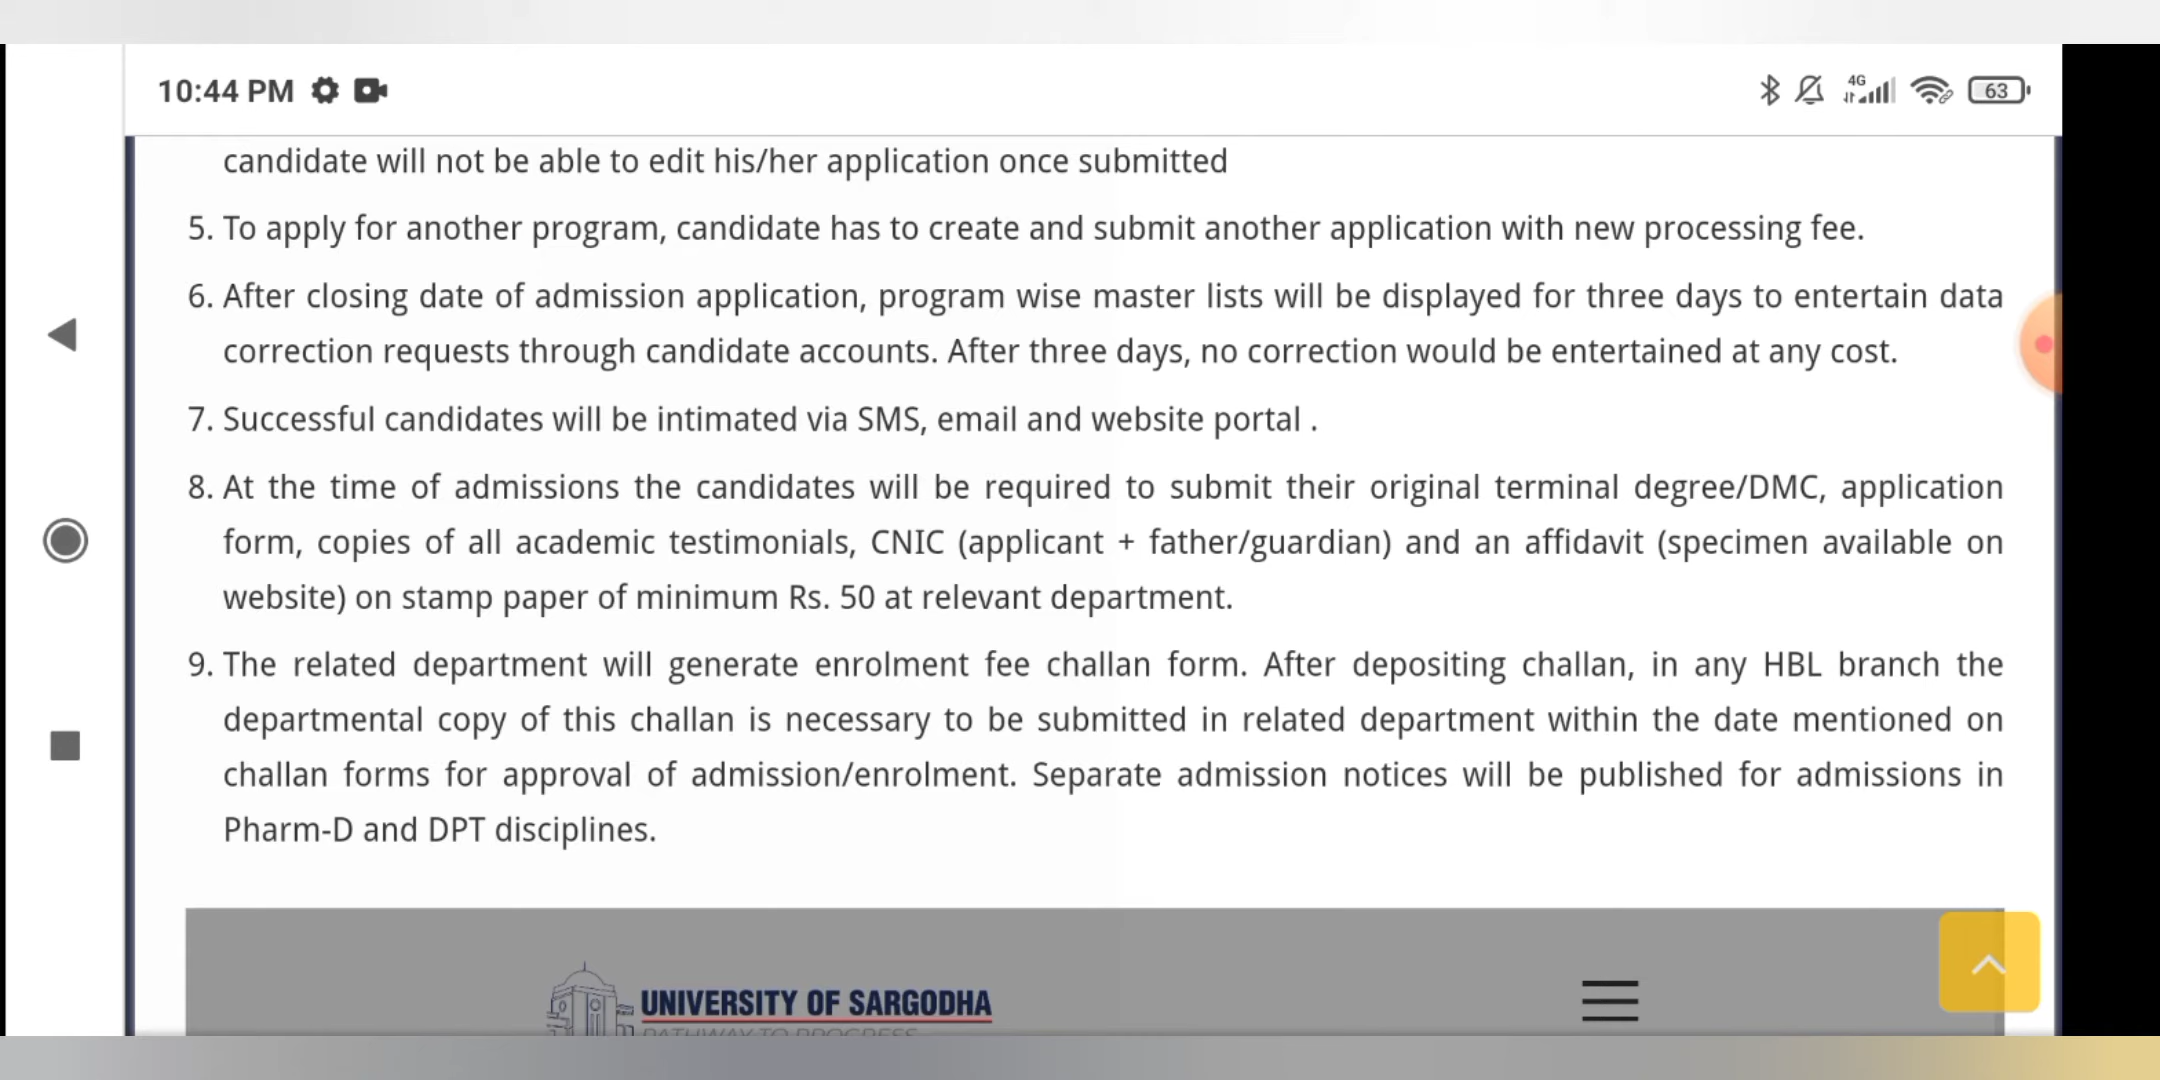 10:44 PM
4G
63
candidate will not be able to edit his/her application once submitted
5. To apply for another program, candidate has to create and submit another application with new processing fee.
6. After closing date of admission application, program wise master lists will be displayed for three days to entertain data
correction requests through candidate accounts. After three days, no correction would be entertained at any cost.
7. Successful candidates will be intimated via SMS, email and website portal .
8. At the time of admissions the candidates will be required to submit their original terminal degree/DMC, application
form, copies of all academic testimonials, CNIC (applicant + father/guardian) and an affidavit (specimen available on
website) on stamp paper of minimum Rs. 50 at relevant department.
9. The related department will generate enrolment fee challan form. After depositing challan, in any HBL branch the
departmental copy of this challan is necessary to be submitted in related department within the date mentioned on
challan forms for approval of admission/enrolment. Separate admission notices will be published for admissions in
Pharm-D and DPT disciplines.
UNIVERSITY OF SARGODHA
PATHWAY TO PROGRESS